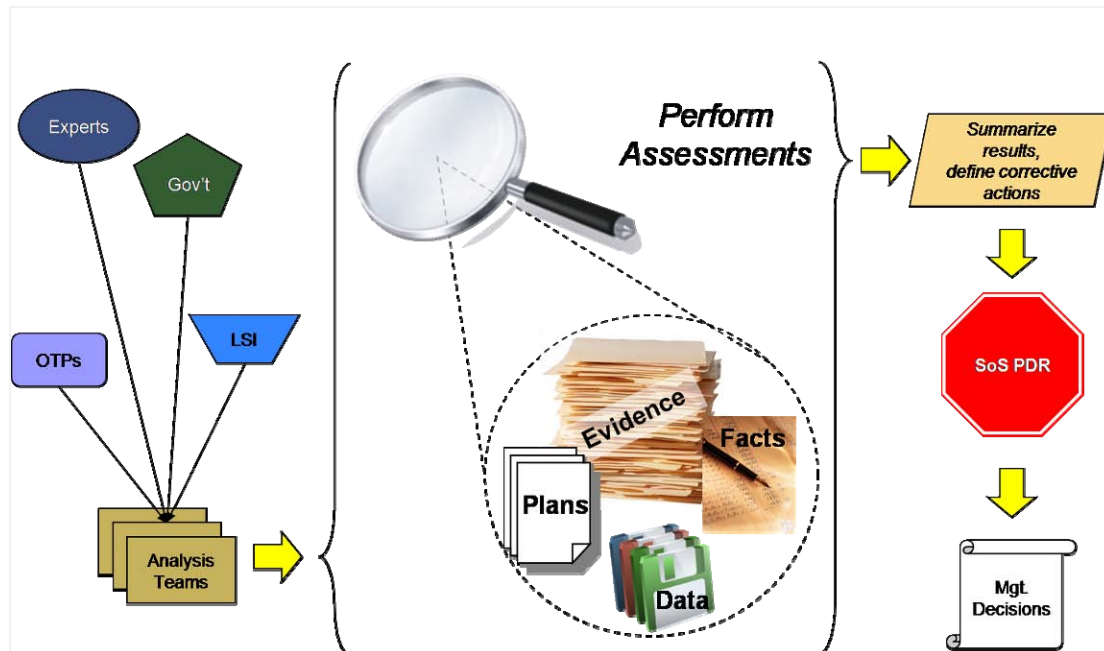 Experts
Gov't
OTPs
LSI
Analysis
Teams
Perform
Assessments
Evidence
Facts
Plans
Data
Summarize
results,
define corrective
actions
SoS PDR
Mgt.
Decisions